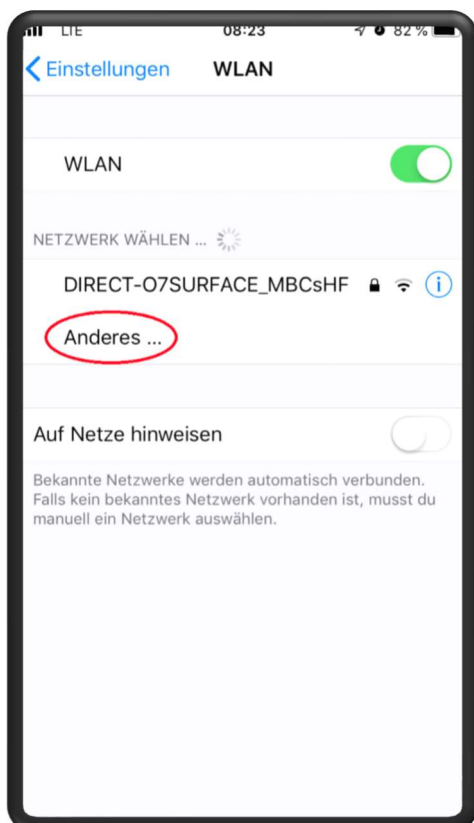 LTE 08:23 82 %
Einstellungen WLAN
WLAN
NETZWERK WÄHLEN ...
DIRECT-O7SURFACE_MBCsHF
Anderes ...
Auf Netze hinweisen
Bekannte Netzwerke werden automatisch verbunden.
Falls kein bekanntes Netzwerk vorhanden ist, musst du
manuell ein Netzwerk auswählen.